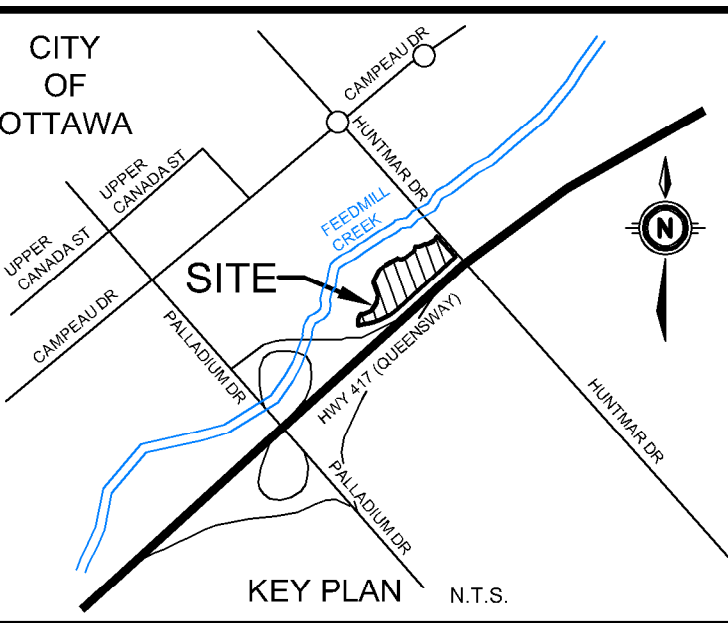 CITY
OF
OTTAWA
CAMPEAU DR
HUNTMAR DR
UPPER
CANADA ST
FEEDMILL
CREEK
N
UPPER
CANADA ST
SITE
CAMPEAU DR
PALLADIUM DR
HWY 417 (QUEENSWAY)
HUNTMAR DR
PALLADIUM DR
KEY PLAN
N.T.S.